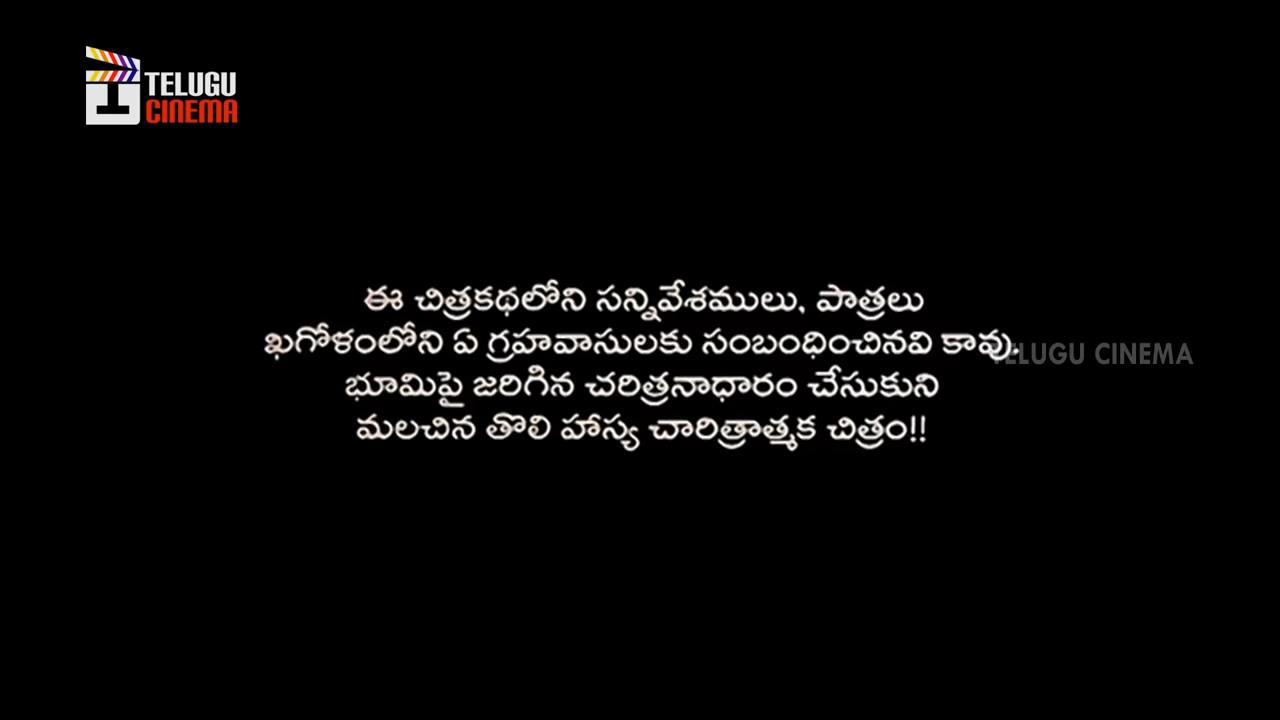 TELUGU
CINEMA
ఈ చిత్రకథలోని సన్నివేశములు, పాత్రలు
ఖగోళంలోని ఏ గ్రహవాసులకు సంబంధించినవి కావు.
TELUGU CINEMA
భూమిపై జరిగిన చరిత్రనాధారం చేసుకుని
మలచిన తొలి హాస్య చారిత్రాత్మక చిత్రం!!